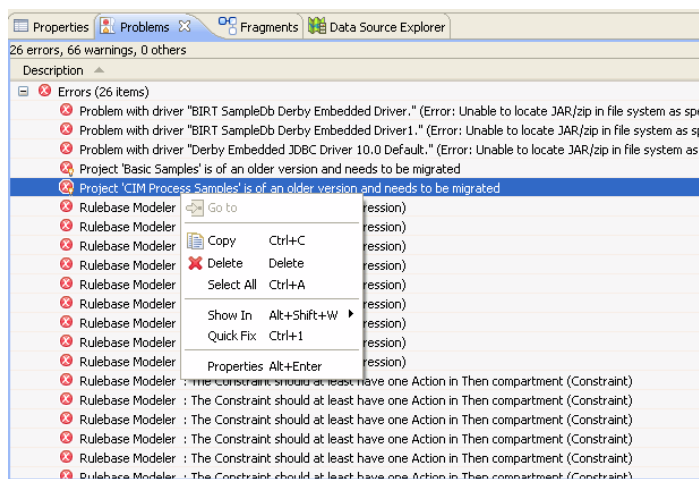 Properties Problems Fragments Data Source Explorer
26 errors, 66 warnings, 0 others
Description
Errors (26 items)
Problem with driver "BIRT SampleDb Derby Embedded Driver." (Error: Unable to locate JAR/zip in file system as spe
Problem with driver "BIRT SampleDb Derby Embedded Driver1." (Error: Unable to locate JAR/zip in file system as sp
Problem with driver "Derby Embedded JDBC Driver 10.0 Default." (Error: Unable to locate JAR/zip in file system as
Project 'Basic Samples' is of an older version and needs to be migrated
Project 'CIM Process Samples' is of an older version and needs to be migrated
Rulebase Modeler Go to ression)
Rulebase Modeler ression)
Rulebase Modeler Copy Ctrl+C ression)
Rulebase Modeler Delete Delete ression)
Rulebase Modeler Select All Ctrl+A ression)
Rulebase Modeler ression)
Rulebase Modeler Show In Alt+Shift+W ression)
Rulebase Modeler Quick Fix Ctrl+1 ression)
Rulebase Modeler Properties Alt+Enter ression)
Rulebase Modeler : The Constraint should at least have one Action in Then compartment (Constraint)
Rulebase Modeler : The Constraint should at least have one Action in Then compartment (Constraint)
Rulebase Modeler : The Constraint should at least have one Action in Then compartment (Constraint)
Rulebase Modeler : The Constraint should at least have one Action in Then compartment (Constraint)
Rulebase Modeler : The Constraint should at least have one Action in Then compartment (Constraint)
Rulebase Modeler : The Constraint should at least have one Action in Then compartment (Constraint)